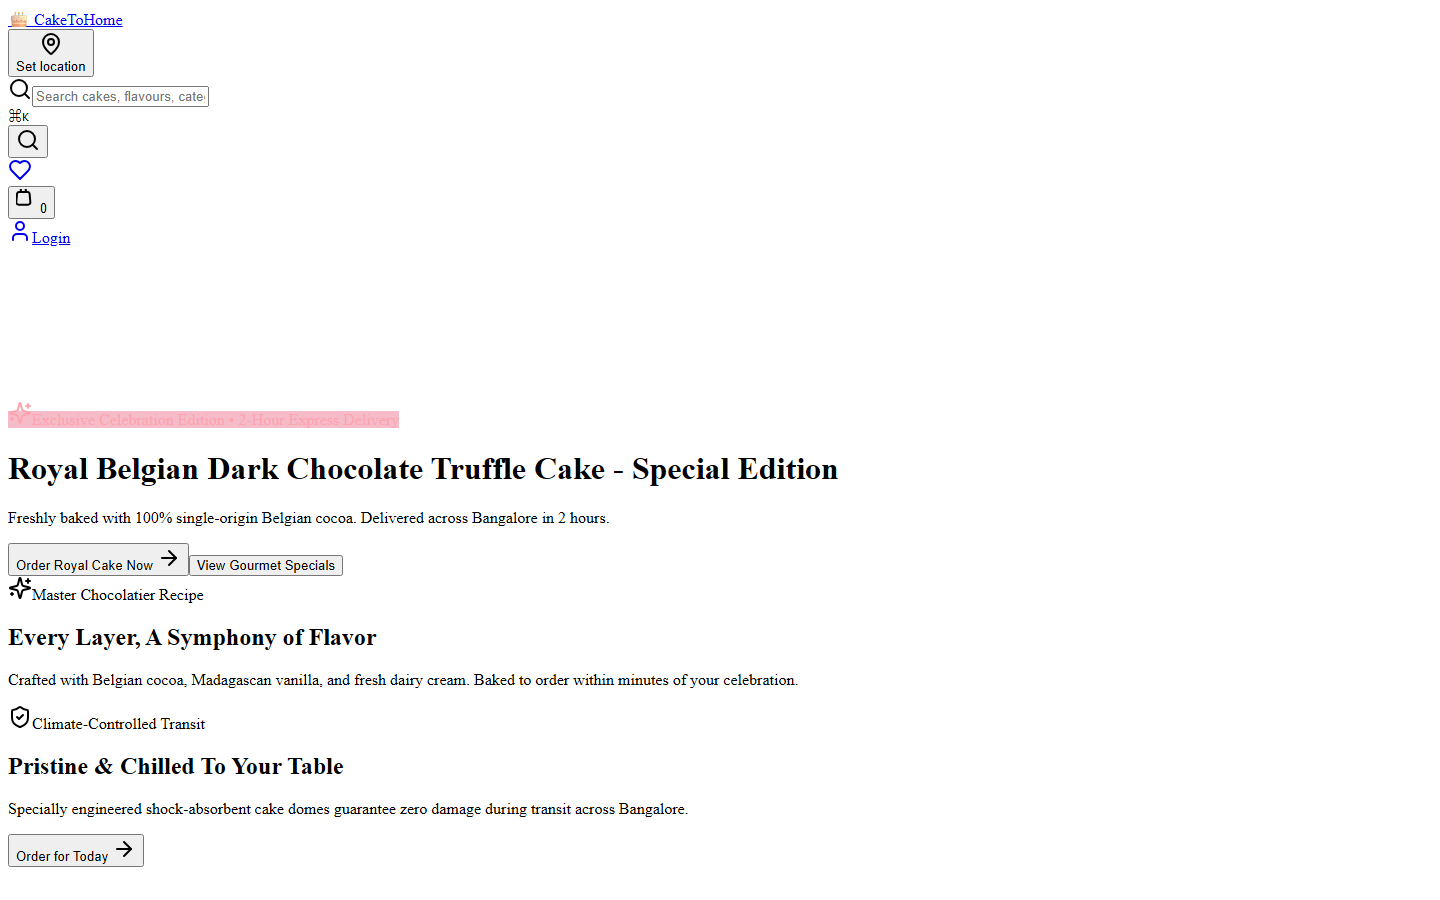 CakeToHome
Set location
Search cakes, flavours, cate
⌘K
0
Login
Exclusive Celebration Edition • 2-Hour Express Delivery
Royal Belgian Dark Chocolate Truffle Cake - Special Edition
Freshly baked with 100% single-origin Belgian cocoa. Delivered across Bangalore in 2 hours.
Order Royal Cake Now View Gourmet Specials
Master Chocolatier Recipe
Every Layer, A Symphony of Flavor
Crafted with Belgian cocoa, Madagascan vanilla, and fresh dairy cream. Baked to order within minutes of your celebration.
Climate-Controlled Transit
Pristine & Chilled To Your Table
Specially engineered shock-absorbent cake domes guarantee zero damage during transit across Bangalore.
Order for Today